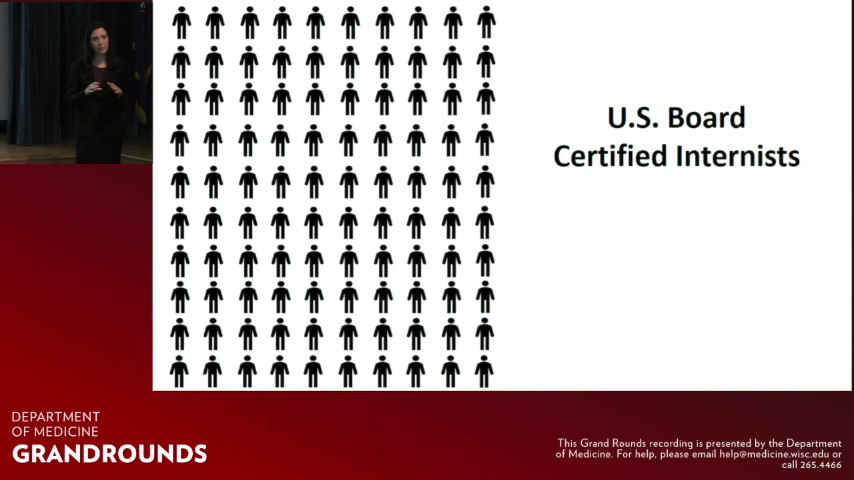 U.S. Board
Certified Internists
DEPARTMENT
OF MEDICINE
GRANDROUNDS
This Grand Rounds recording is presented by the Department
of Medicine. For help, please email help@medicine.wisc.edu or
call 265.4466